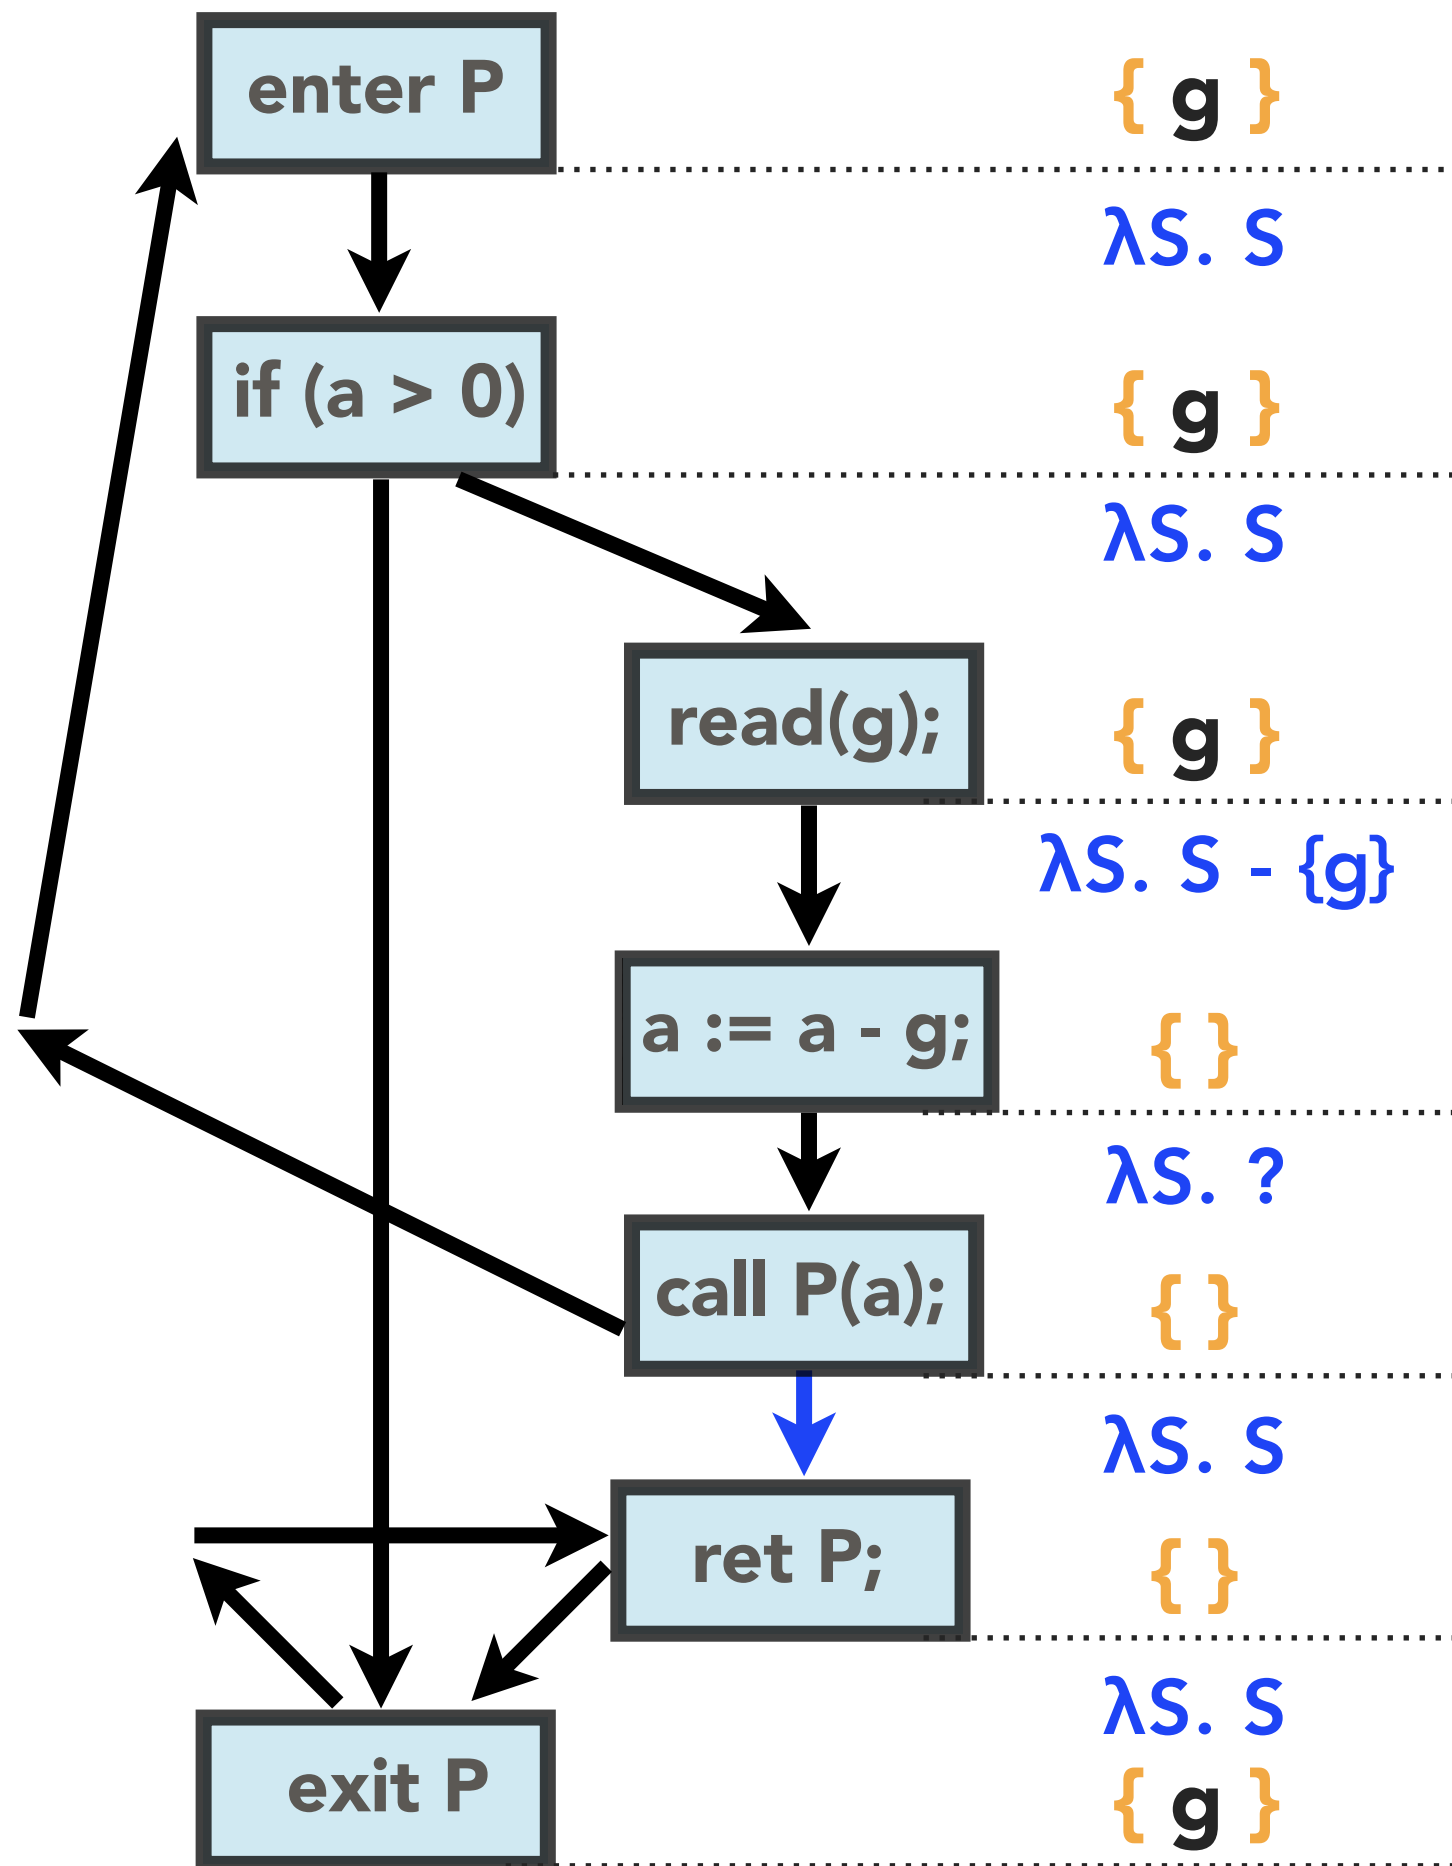 enter P
{ g }
λS. S
if (a > 0)
{ g }
λS. S
read(g);
{ g }
λS. S - {g}
a := a - g;
{ }
λS. ?
call P(a);
{ }
λS. S
ret P;
{ }
λS. S
exit P
{ g }